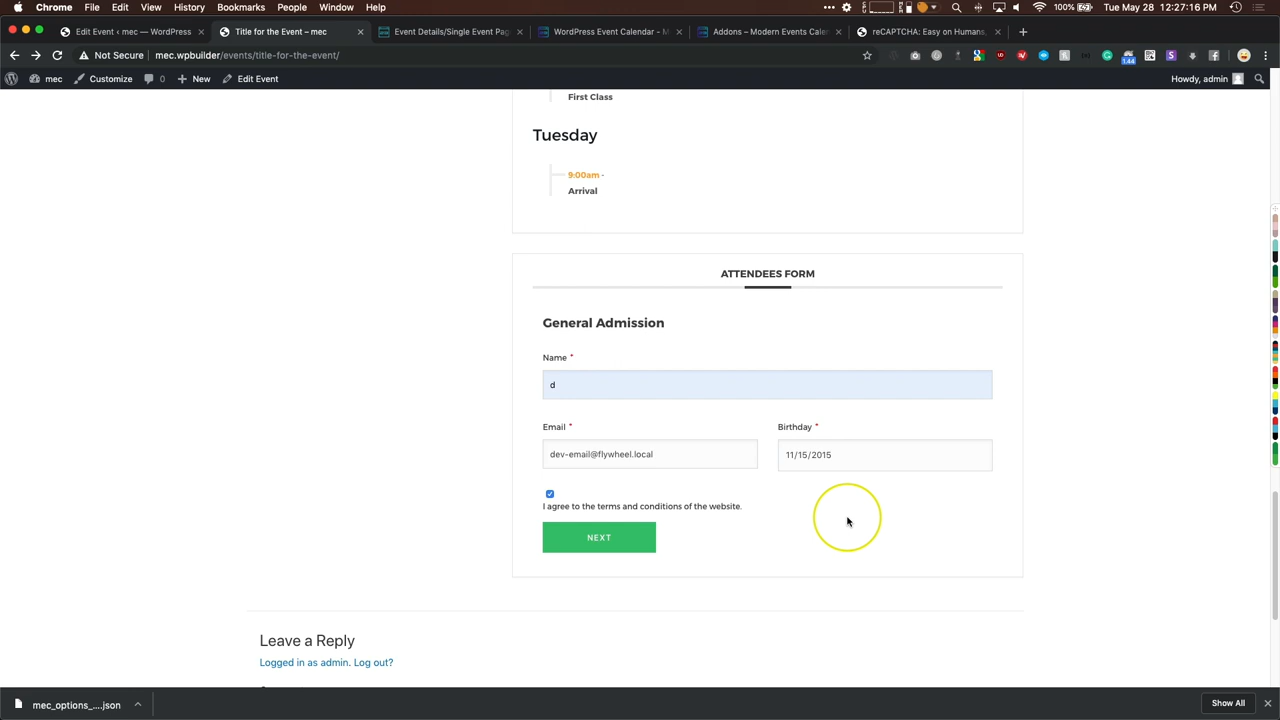 Chrome File Edit View History Bookmarks People Window Help 100% Tue May 28 12:27:16 PM
Edit Event ‹ mec — WordPress
Title for the Event – mec
Event Details/Single Event Pag
WordPress Event Calendar - M
Addons – Modern Events Calen
reCAPTCHA: Easy on Humans,
Not Secure mec.wpbuilder/events/title-for-the-event/
1.44
mec Customize 0 New Edit Event Howdy, admin
First Class
Tuesday
9:00am -
Arrival
ATTENDEES FORM
General Admission
Name *
d
Email * Birthday *
dev-email@flywheel.local 11/15/2015
I agree to the terms and conditions of the website.
NEXT
Leave a Reply
Logged in as admin. Log out?
mec_options_....json Show All